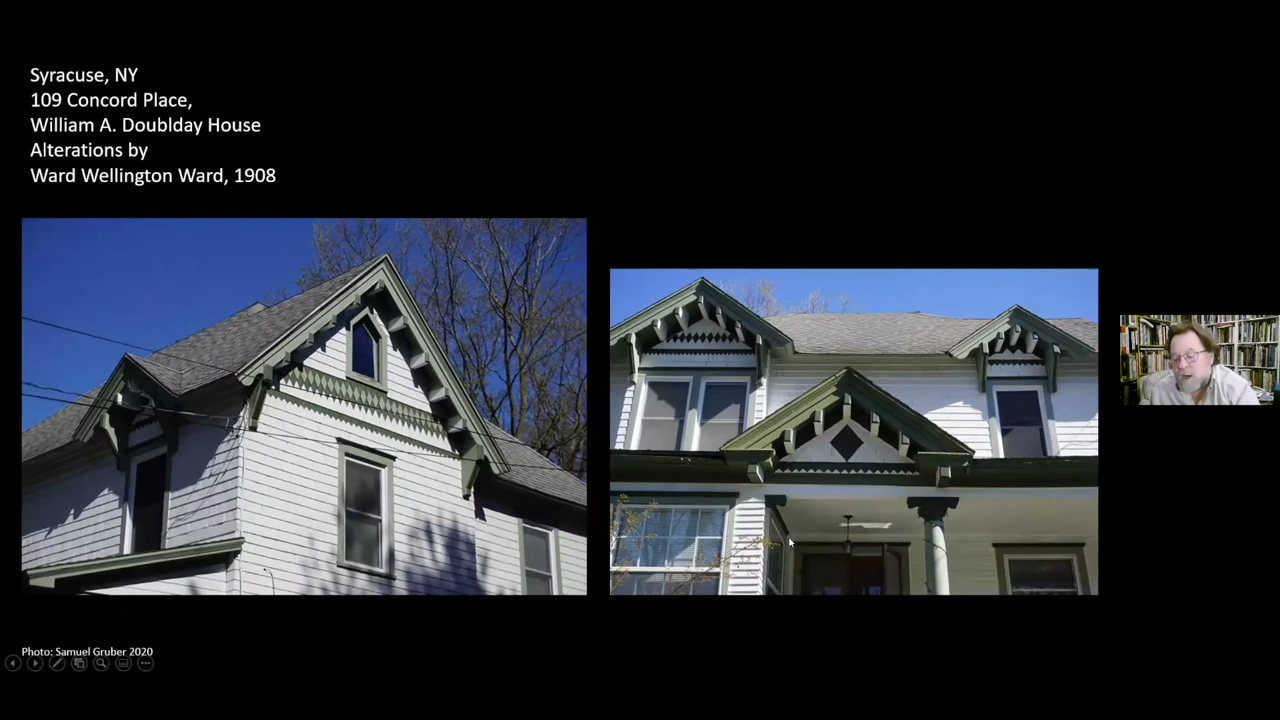 Syracuse, NY
109 Concord Place,
William A. Doublday House
Alterations by
Ward Wellington Ward, 1908
Photo: Samuel Gruber 2020